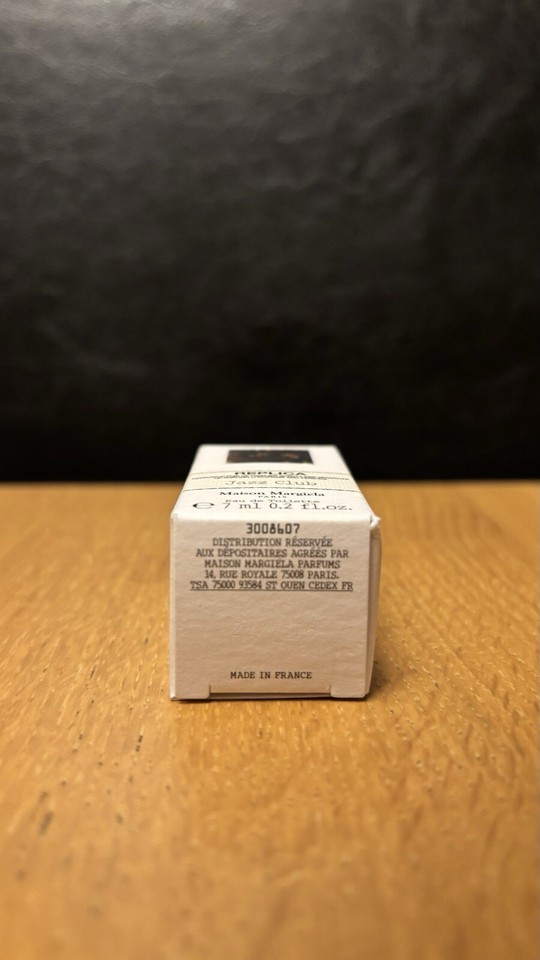 REPLICA
Jazz Club
Maison Margiela
PARIS
Eau de Toilette
℮ 7 ml 0.2 fl.oz.
3008607
DISTRIBUTION RÉSERVÉE
AUX DÉPOSITAIRES AGRÉÉS PAR
MAISON MARGIELA PARFUMS
14, RUE ROYALE 75008 PARIS.
TSA 75000 93584 ST OUEN CEDEX FR
MADE IN FRANCE